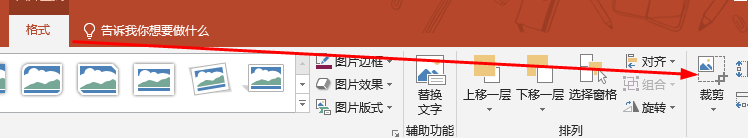 格式
告诉我你想要做什么
图片边框
图片效果
图片版式
替换
文字
辅助功能
上移一层
下移一层
选择窗格
对齐
组合
旋转
排列
裁剪